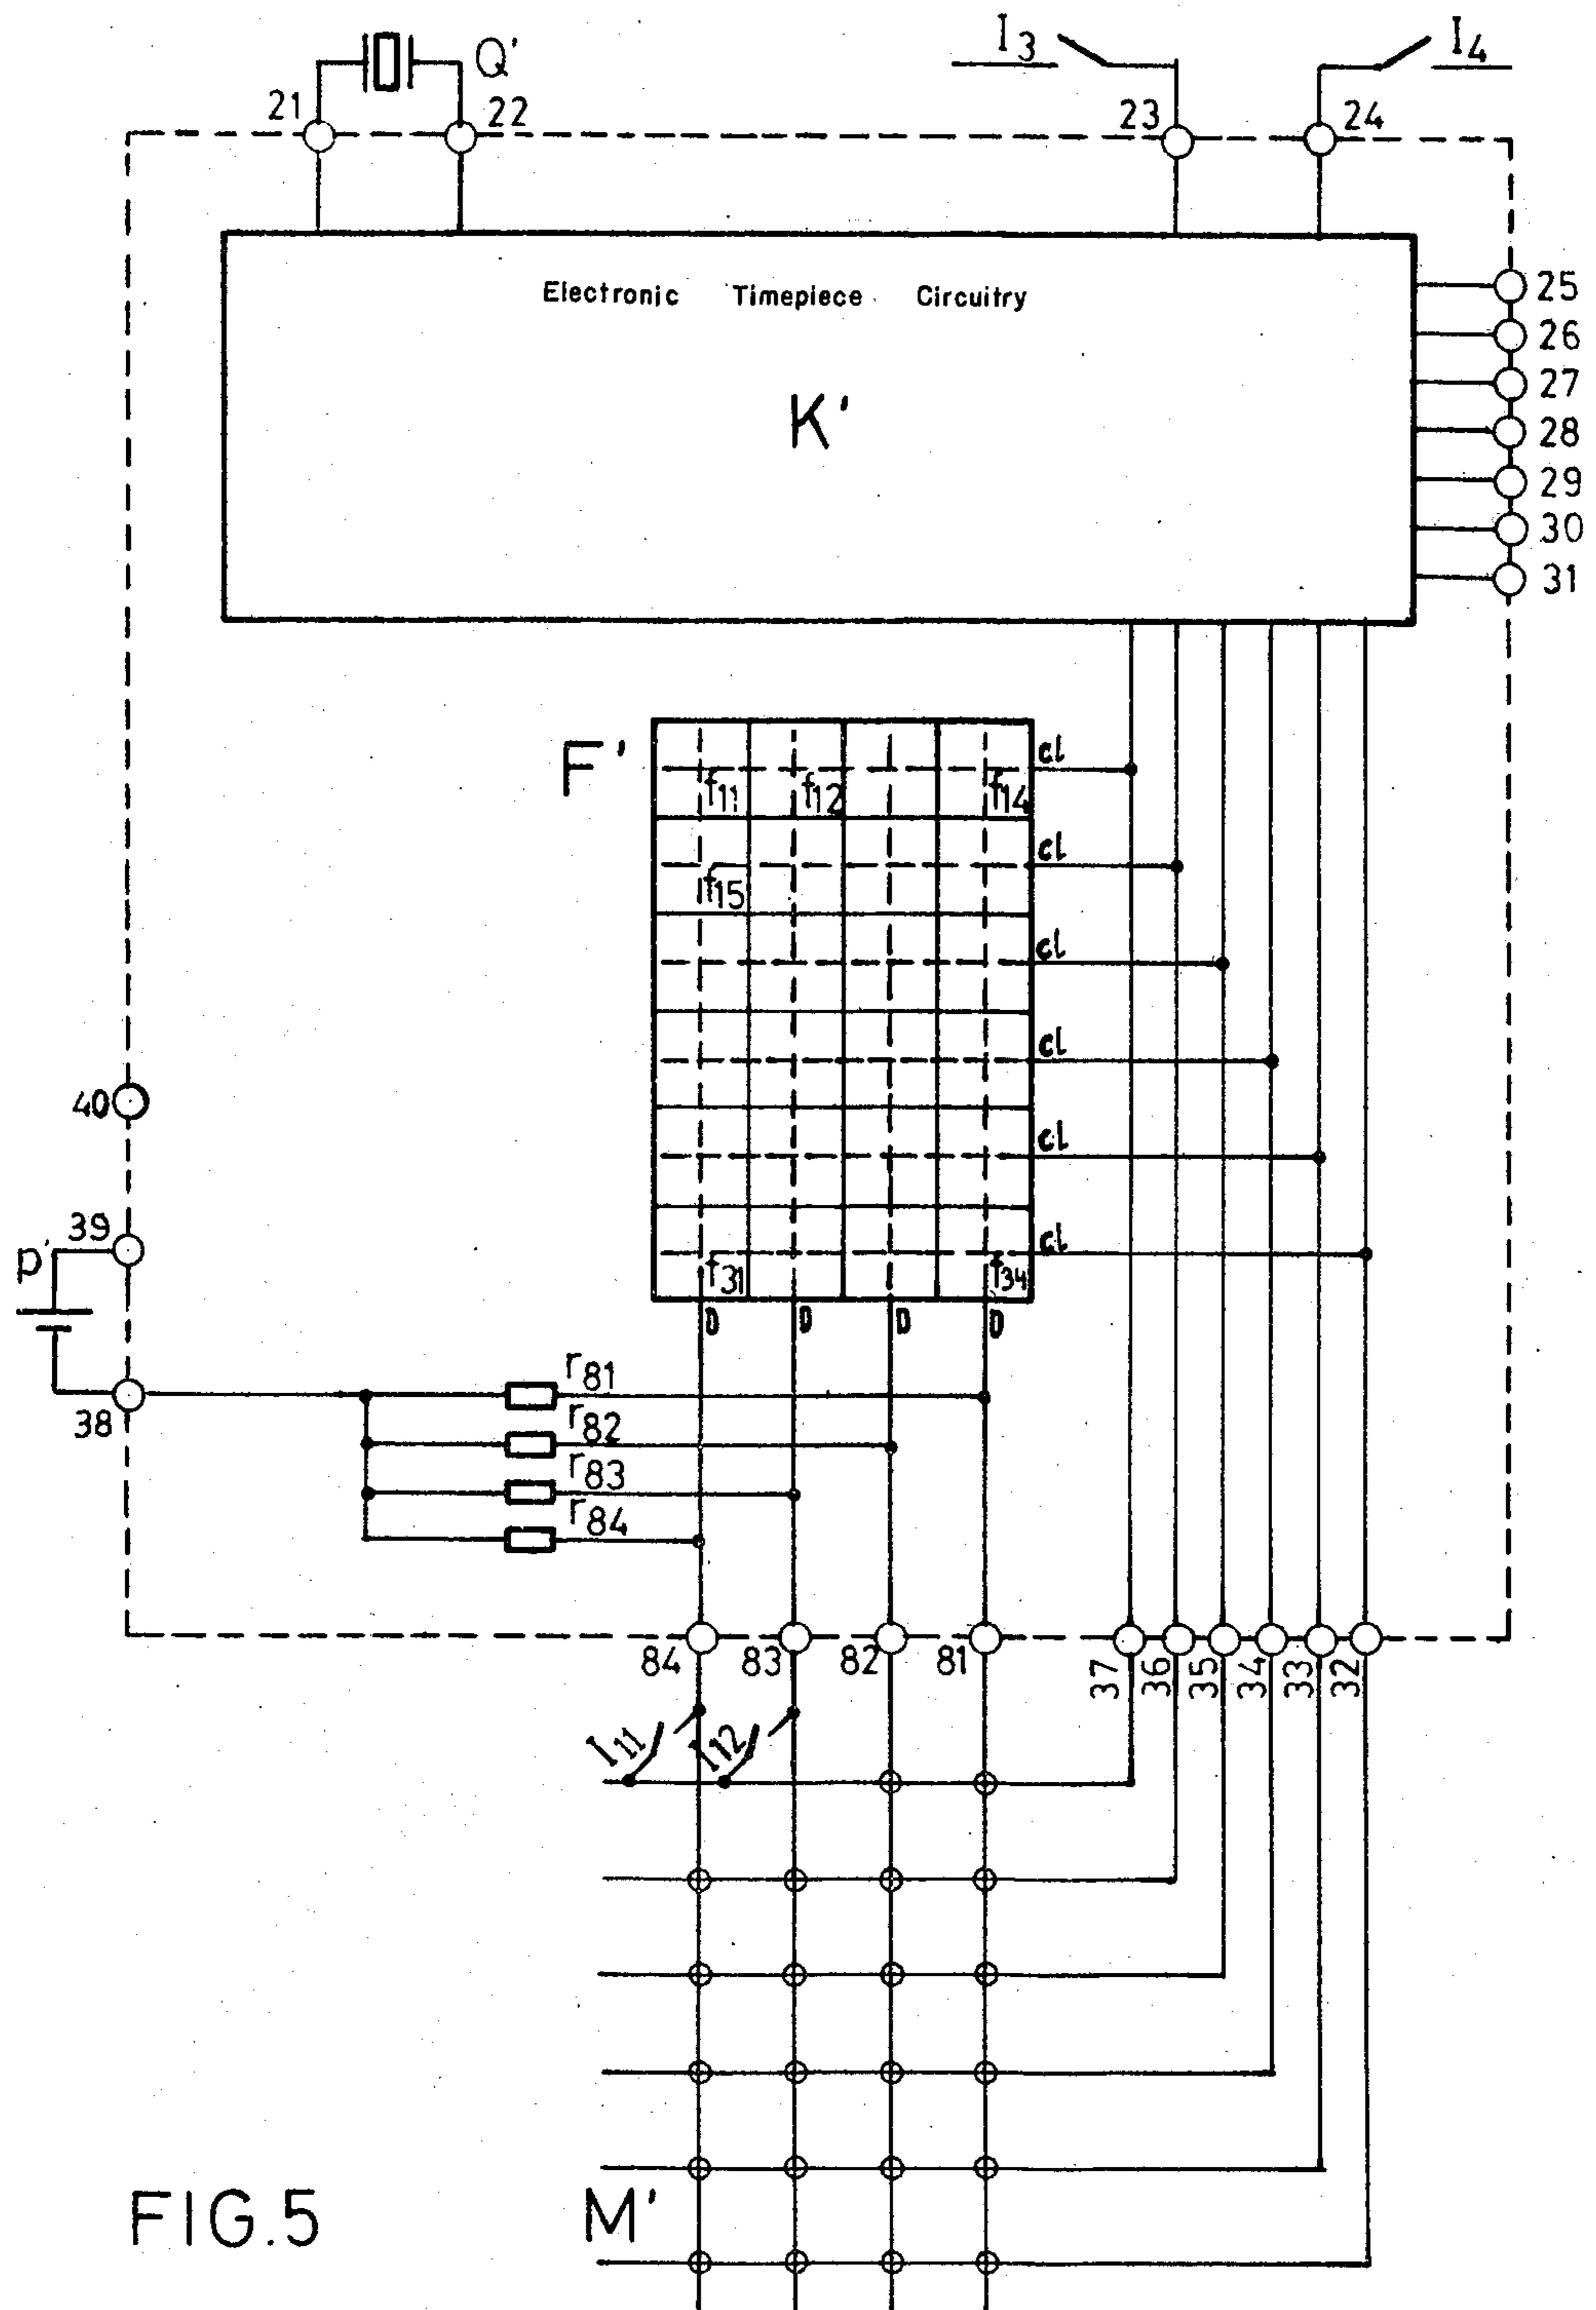 Q'
I3
I4
21
22
23
24
Electronic Timepiece Circuitry
K'
25
26
27
28
29
30
31
F'
f11
f12
f14
cl
f15
cl
cl
cl
cl
f31
f34
cl
D
D
D
D
40
39
p'
38
r81
r82
r83
r84
84
83
82
81
37
36
35
34
33
32
I11
I12
FIG.5
M'